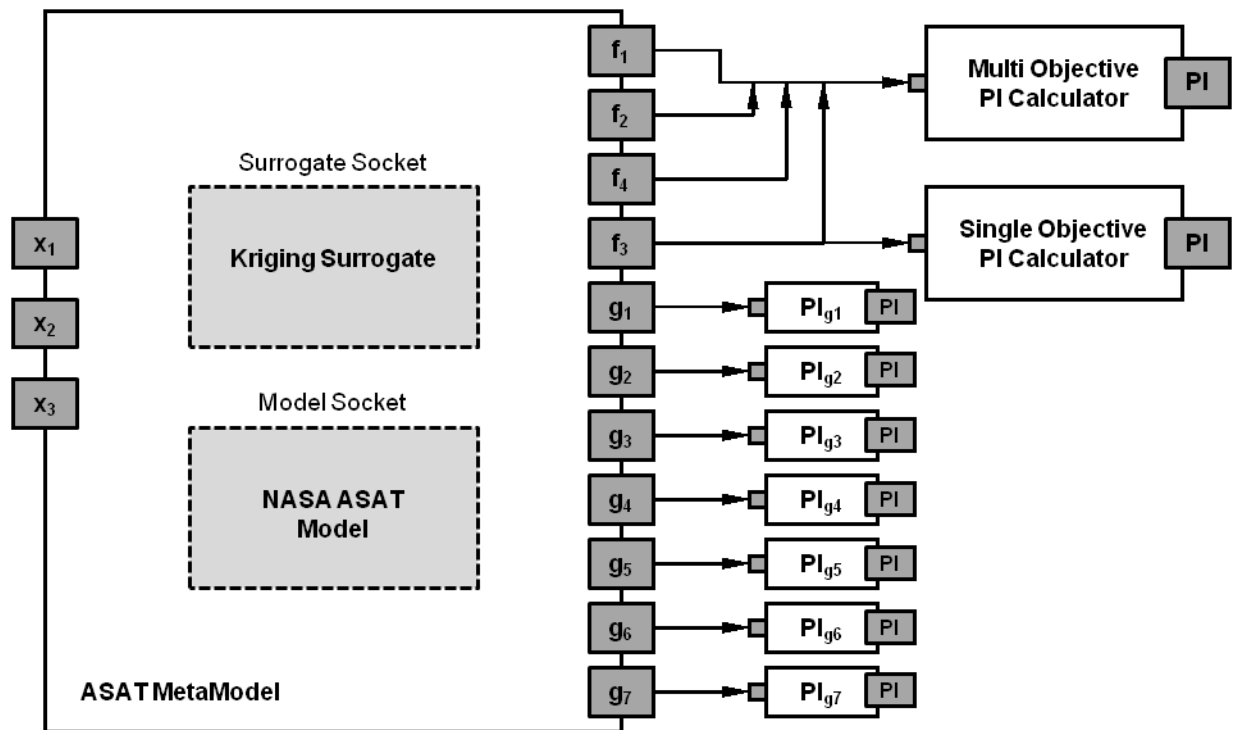 f1
Multi Objective
PI Calculator
PI
f2
Surrogate Socket
f4
Kriging Surrogate
x1
f3
Single Objective
PI Calculator
PI
x2
g1
PIg1
PI
x3
g2
PIg2
PI
Model Socket
g3
PIg3
PI
NASA ASAT
Model
g4
PIg4
PI
g5
PIg5
PI
g6
PIg6
PI
ASAT MetaModel
g7
PIg7
PI